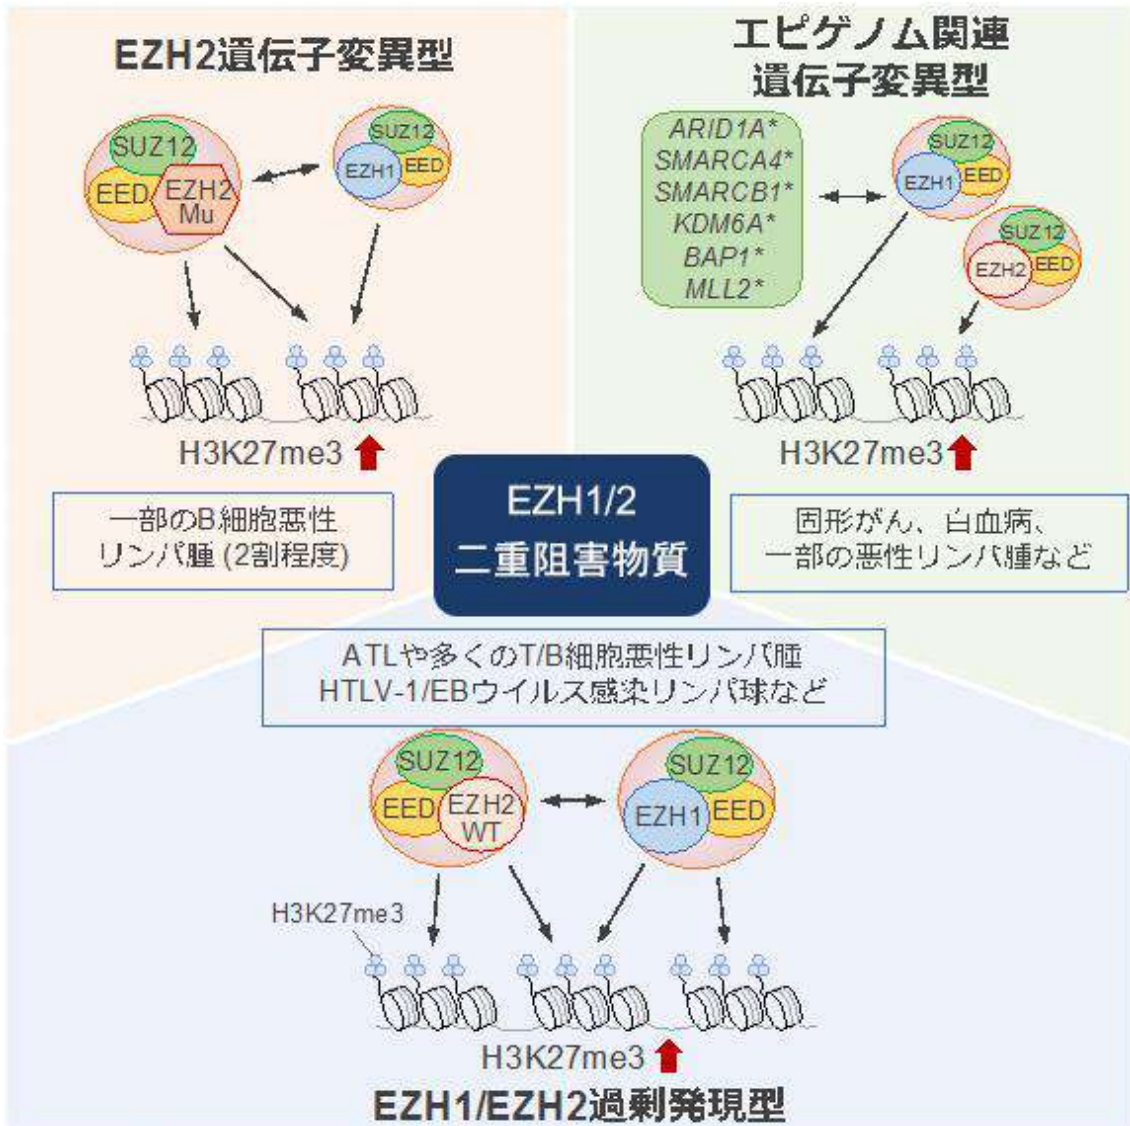 EZH2遺伝子変異型
SUZ12
EED
EZH2
Mu
SUZ12
EZH1
EED
H3K27me3
一部のB細胞悪性
リンパ腫 (2割程度)
エピゲノム関連
遺伝子変異型
ARID1A*
SMARCA4*
SMARCB1*
KDM6A*
BAP1*
MLL2*
SUZ12
EZH1
EED
SUZ12
EZH2
EED
H3K27me3
固形がん、白血病、
一部の悪性リンパ腫など
EZH1/2
二重阻害物質
ATLや多くのT/B細胞悪性リンパ腫
HTLV-1/EBウイルス感染リンパ球など
SUZ12
EED
EZH2
WT
SUZ12
EZH1
EED
H3K27me3
H3K27me3
EZH1/EZH2過剰発現型